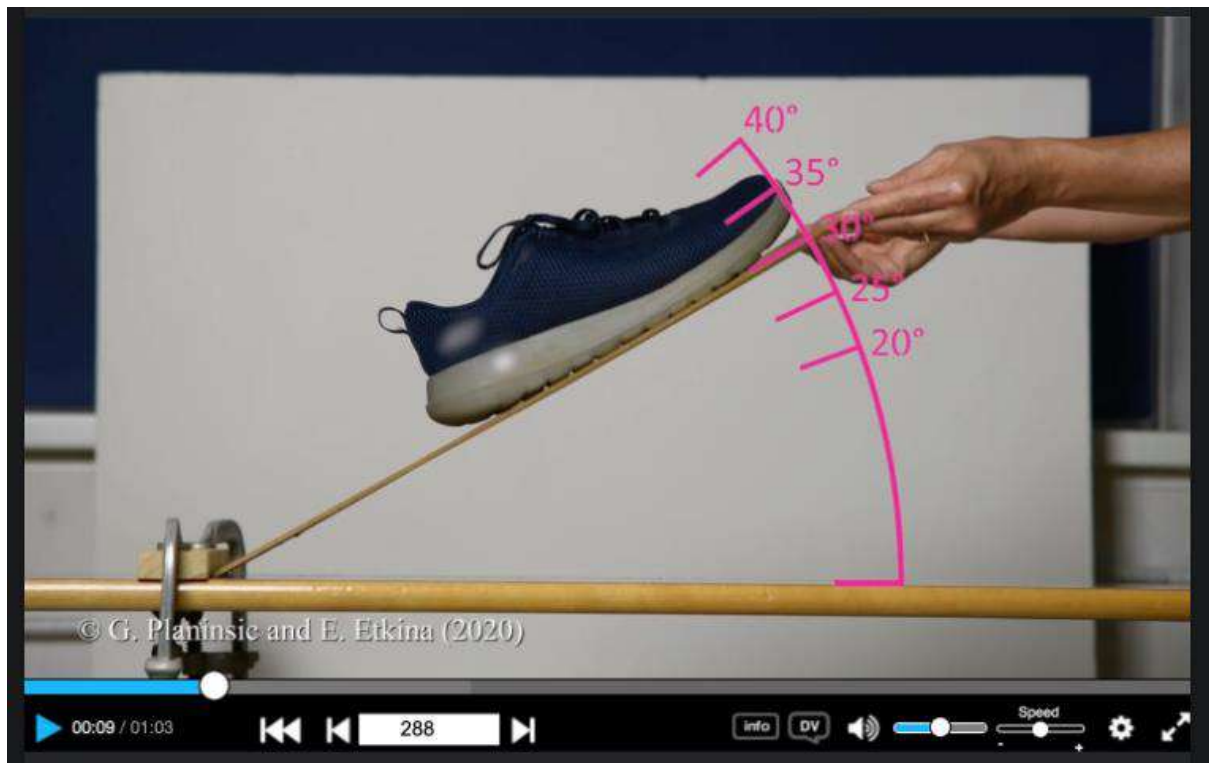 40°
35°
30°
25°
20°
© G. Planinsic and E. Etkina (2020)
00:09 / 01:03
288
info
DV
Speed
- +